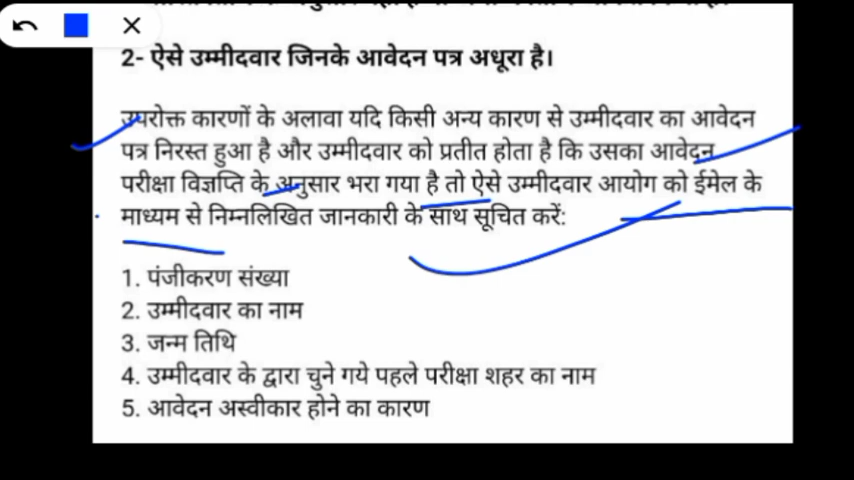 2- ऐसे उम्मीदवार जिनके आवेदन पत्र अधूरा है।
उपरोक्त कारणों के अलावा यदि किसी अन्य कारण से उम्मीदवार का आवेदन
पत्र निरस्त हुआ है और उम्मीदवार को प्रतीत होता है कि उसका आवेदन
परीक्षा विज्ञप्ति के अनुसार भरा गया है तो ऐसे उम्मीदवार आयोग को ईमेल के
माध्यम से निम्नलिखित जानकारी के साथ सूचित करें:
1. पंजीकरण संख्या
2. उम्मीदवार का नाम
3. जन्म तिथि
4. उम्मीदवार के द्वारा चुने गये पहले परीक्षा शहर का नाम
5. आवेदन अस्वीकार होने का कारण